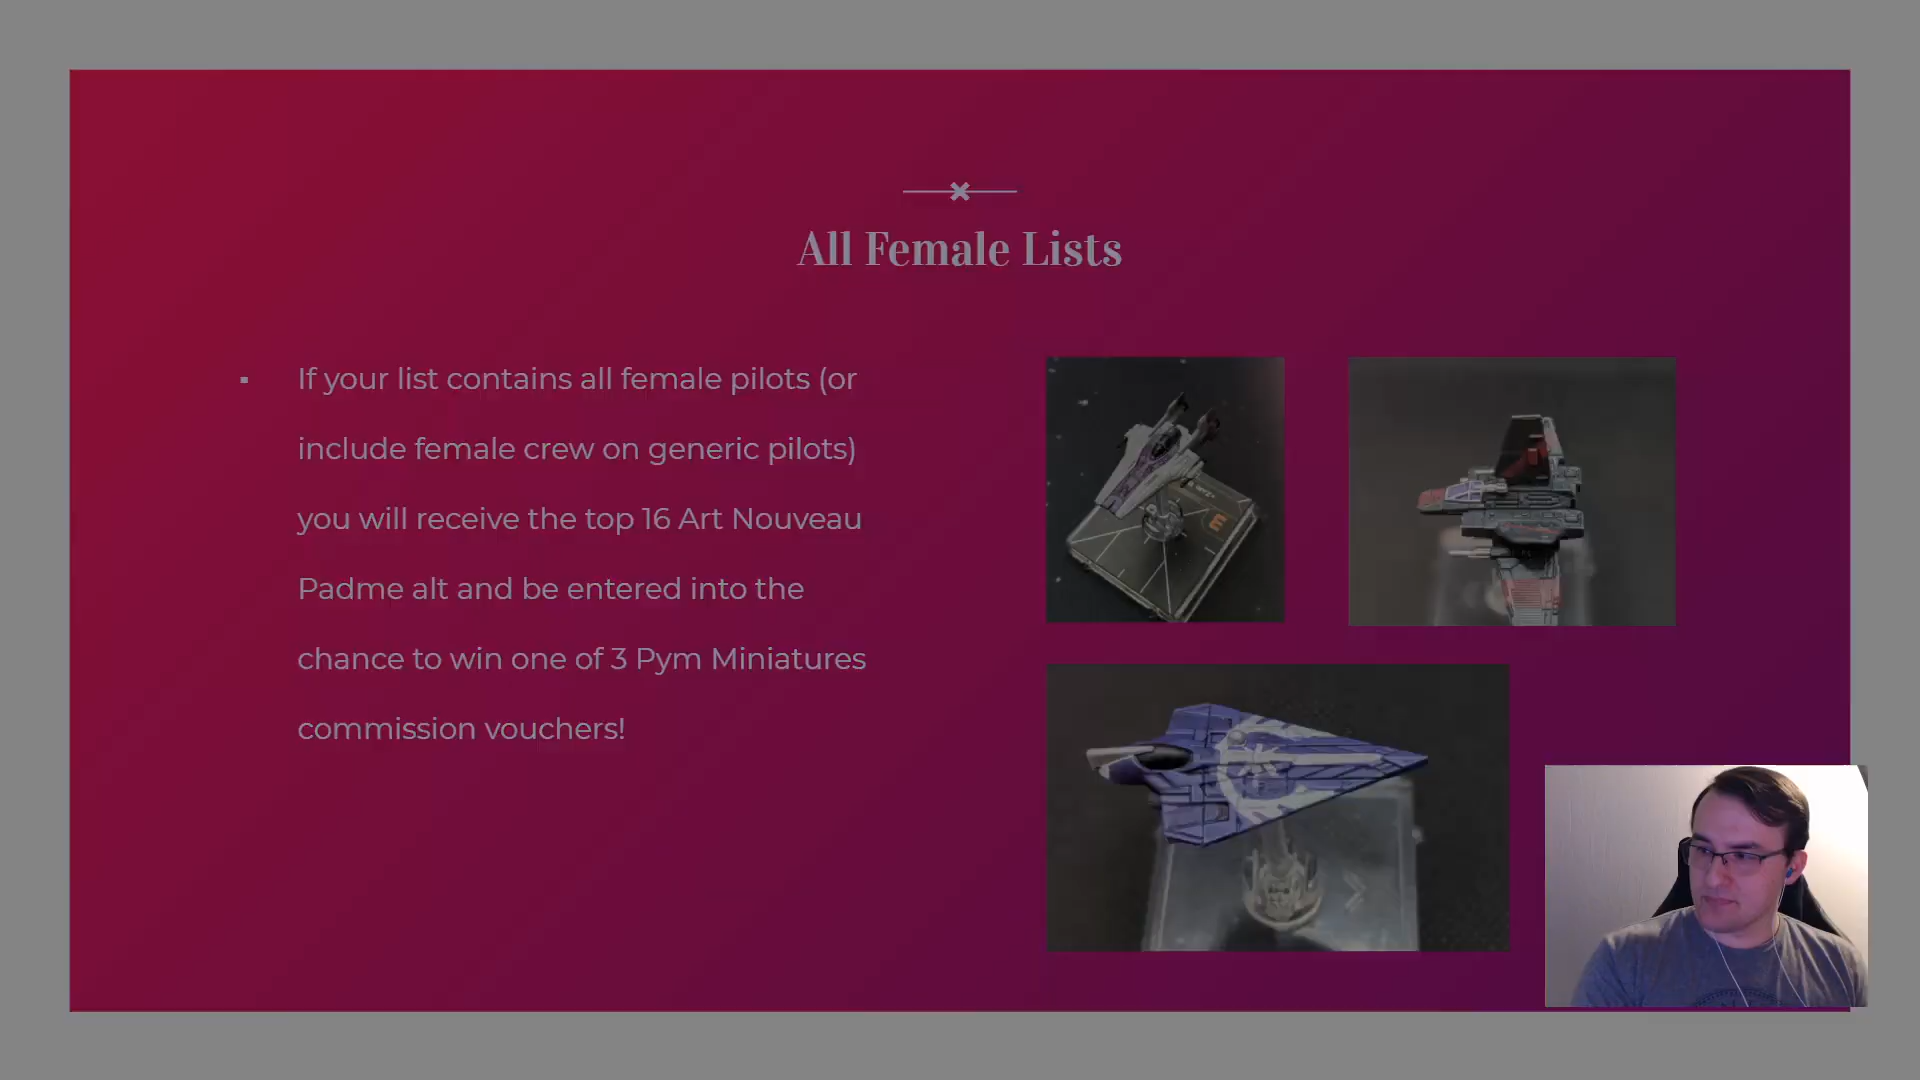 All Female Lists
If your list contains all female pilots (or
include female crew on generic pilots)
you will receive the top 16 Art Nouveau
Padme alt and be entered into the
chance to win one of 3 Pym Miniatures
commission vouchers!